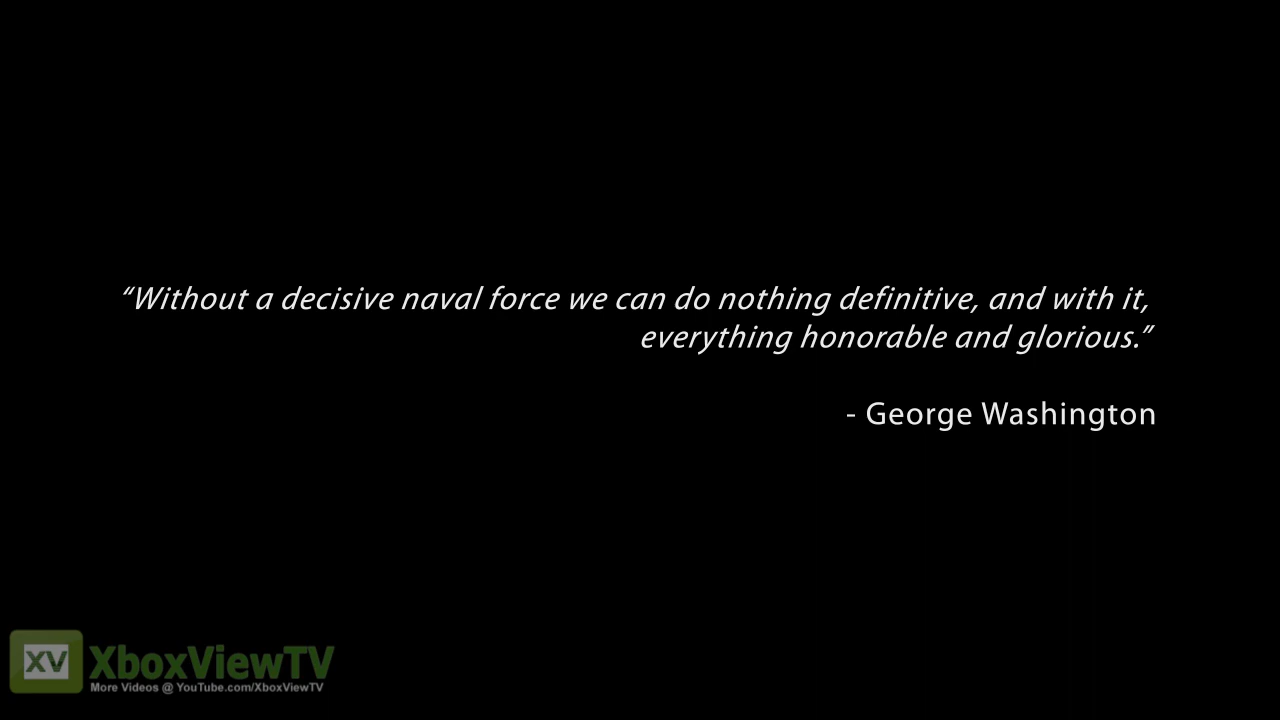 “Without a decisive naval force we can do nothing definitive, and with it,
everything honorable and glorious.”
- George Washington
XV XboxViewTV
More Videos @ YouTube.com/XboxViewTV